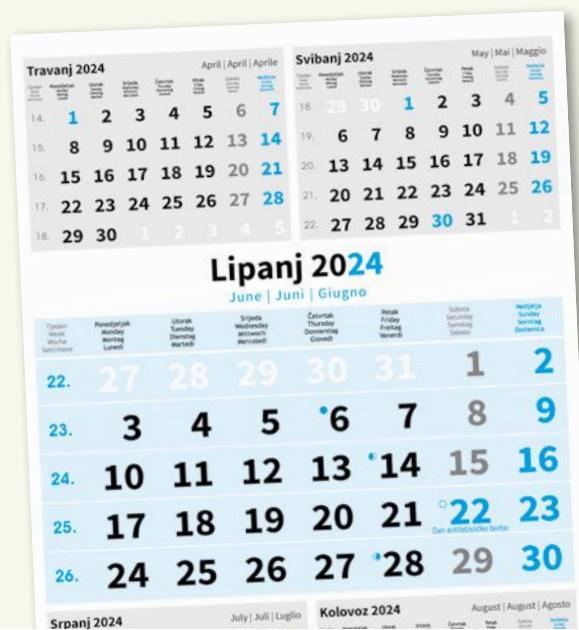 Travanj 2024 April | April | Aprile
14. 1 2 3 4 5 6 7
15. 8 9 10 11 12 13 14
16. 15 16 17 18 19 20 21
17. 22 23 24 25 26 27 28
18. 29 30 1 2 3 4 5
Svibanj 2024 May | Mai | Maggio
18. 29 30 1 2 3 4 5
19. 6 7 8 9 10 11 12
20. 13 14 15 16 17 18 19
21. 20 21 22 23 24 25 26
22. 27 28 29 30 31 1 2
Lipanj 2024
June | Juni | Giugno
Tjedan Ponedjeljak Utorak Srijeda Četvrtak Petak Subota Nedjelja
Week Monday Tuesday Wednesday Thursday Friday Saturday Sunday
Woche Montag Dienstag Mittwoch Donnerstag Freitag Samstag Sonntag
Settimana Lunedì Martedì Mercoledì Giovedì Venerdì Sabato Domenica
22. 27 28 29 30 31 1 2
23. 3 4 5 6 7 8 9
24. 10 11 12 13 14 15 16
25. 17 18 19 20 21 22 23
Dan antifašističke borbe
26. 24 25 26 27 28 29 30
Srpanj 2024 July | Juli | Luglio
Kolovoz 2024 August | August | Agosto